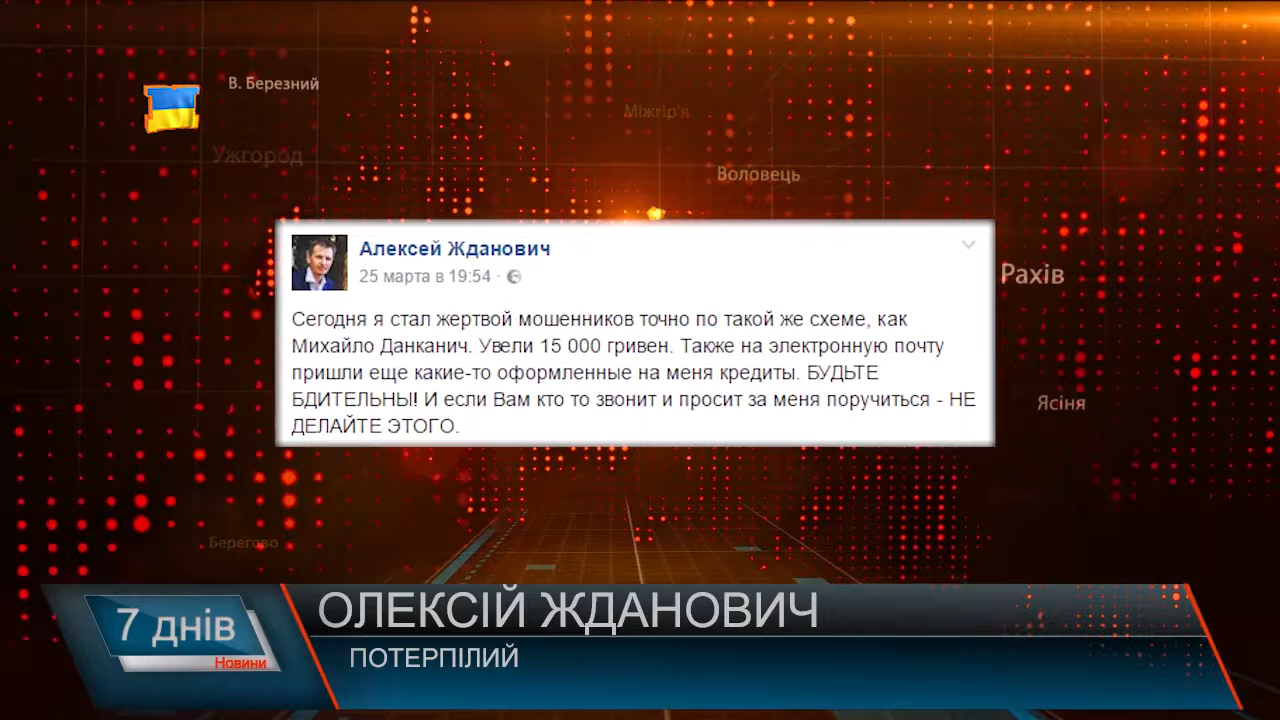 В. Березний
Міжгір'я
Ужгород
Воловець
Алексей Жданович
25 марта в 19:54 ·
Рахів
Сегодня я стал жертвой мошенников точно по такой же схеме, как
Михайло Данканич. Увели 15 000 гривен. Также на электронную почту
пришли еще какие-то оформленные на меня кредиты. БУДЬТЕ
БДИТЕЛЬНЫ! И если Вам кто то звонит и просит за меня поручиться - НЕ
ДЕЛАЙТЕ ЭТОГО.
Ясіня
Берегово
ОЛЕКСІЙ ЖДАНОВИЧ
7 днів
Новини
ПОТЕРПІЛИЙ